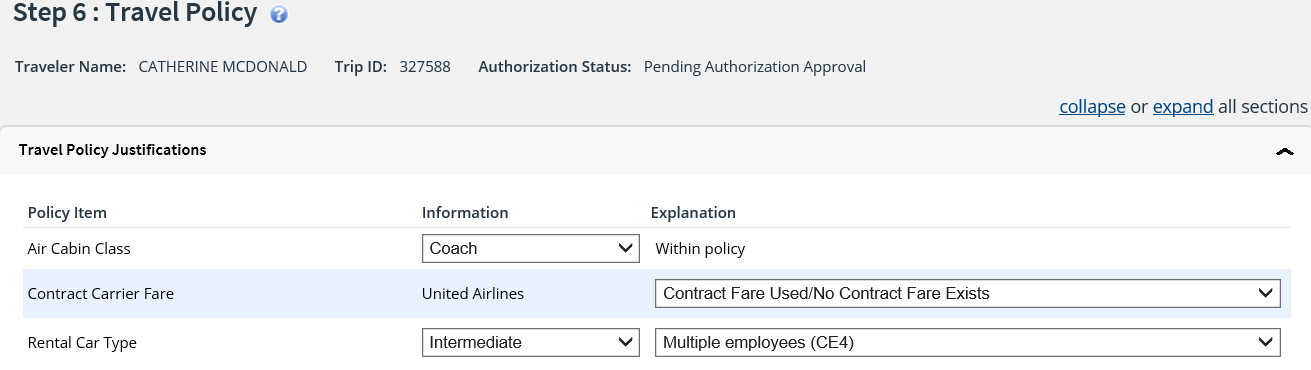 Step 6 : Travel Policy
Traveler Name: CATHERINE MCDONALD Trip ID: 327588 Authorization Status: Pending Authorization Approval
collapse or expand all sections
Travel Policy Justifications
Policy Item Information Explanation
Air Cabin Class Coach Within policy
Contract Carrier Fare United Airlines Contract Fare Used/No Contract Fare Exists
Rental Car Type Intermediate Multiple employees (CE4)